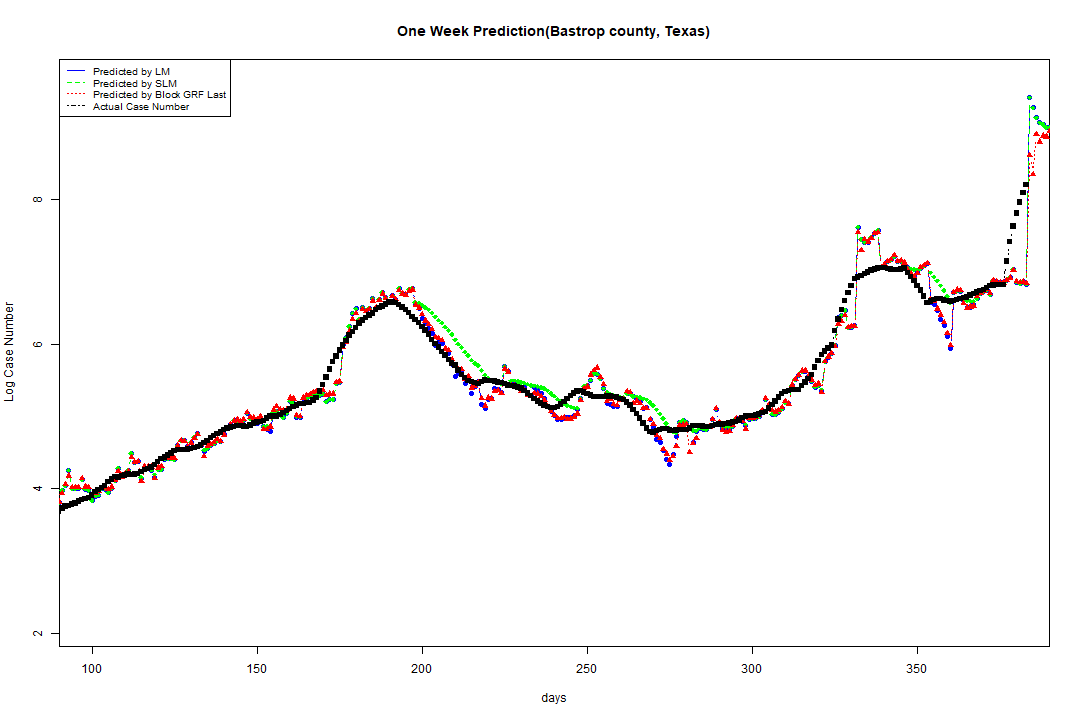 One Week Prediction(Bastrop county, Texas)
Predicted by LM
Predicted by SLM
Predicted by Block GRF Last
Actual Case Number
Log Case Number
8
6
4
2
100 150 200 250 300 350
days